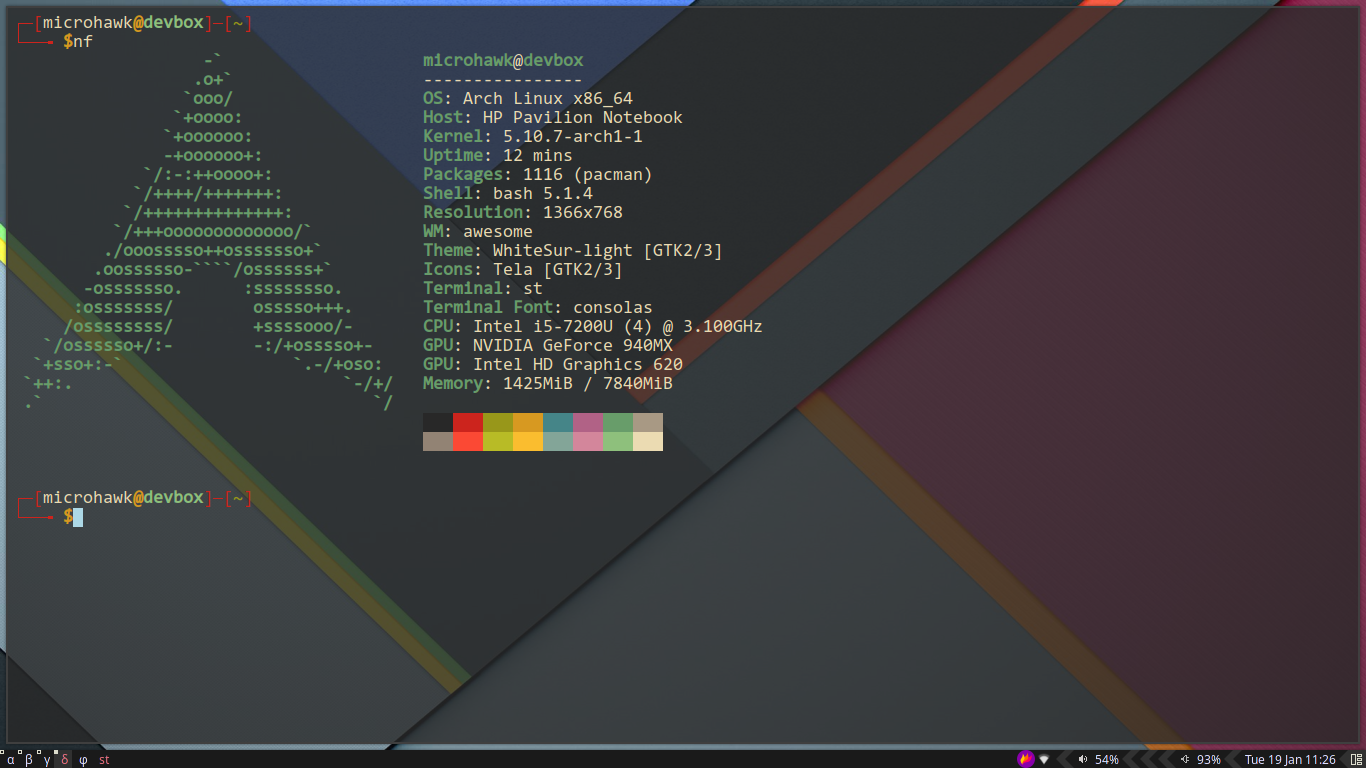 ┌─[microhawk@devbox]─[~]
└──╼ $nf
-`
.o+`
`ooo/
`+oooo:
`+oooooo:
-+oooooo+:
`/:-:++oooo+:
`/++++/+++++++:
`/++++++++++++++:
`/+++ooooooooooooo/`
./ooosssso++osssssso+`
.oossssso-````/ossssss+`
-osssssso.      :ssssssso.
:osssssss/        osssso+++.
/ossssssss/        +ssssooo/-
`/ossssso+/:-        -:/+osssso+-
`+sso+:-`                 `.-/+oso:
`++:.                           `-/+/
.`                                 `/
microhawk@devbox
----------------
OS: Arch Linux x86_64
Host: HP Pavilion Notebook
Kernel: 5.10.7-arch1-1
Uptime: 12 mins
Packages: 1116 (pacman)
Shell: bash 5.1.4
Resolution: 1366x768
WM: awesome
Theme: WhiteSur-light [GTK2/3]
Icons: Tela [GTK2/3]
Terminal: st
Terminal Font: consolas
CPU: Intel i5-7200U (4) @ 3.100GHz
GPU: NVIDIA GeForce 940MX
GPU: Intel HD Graphics 620
Memory: 1425MiB / 7840MiB
┌─[microhawk@devbox]─[~]
└──╼ $
α β γ δ φ st 54% 93% Tue 19 Jan 11:26